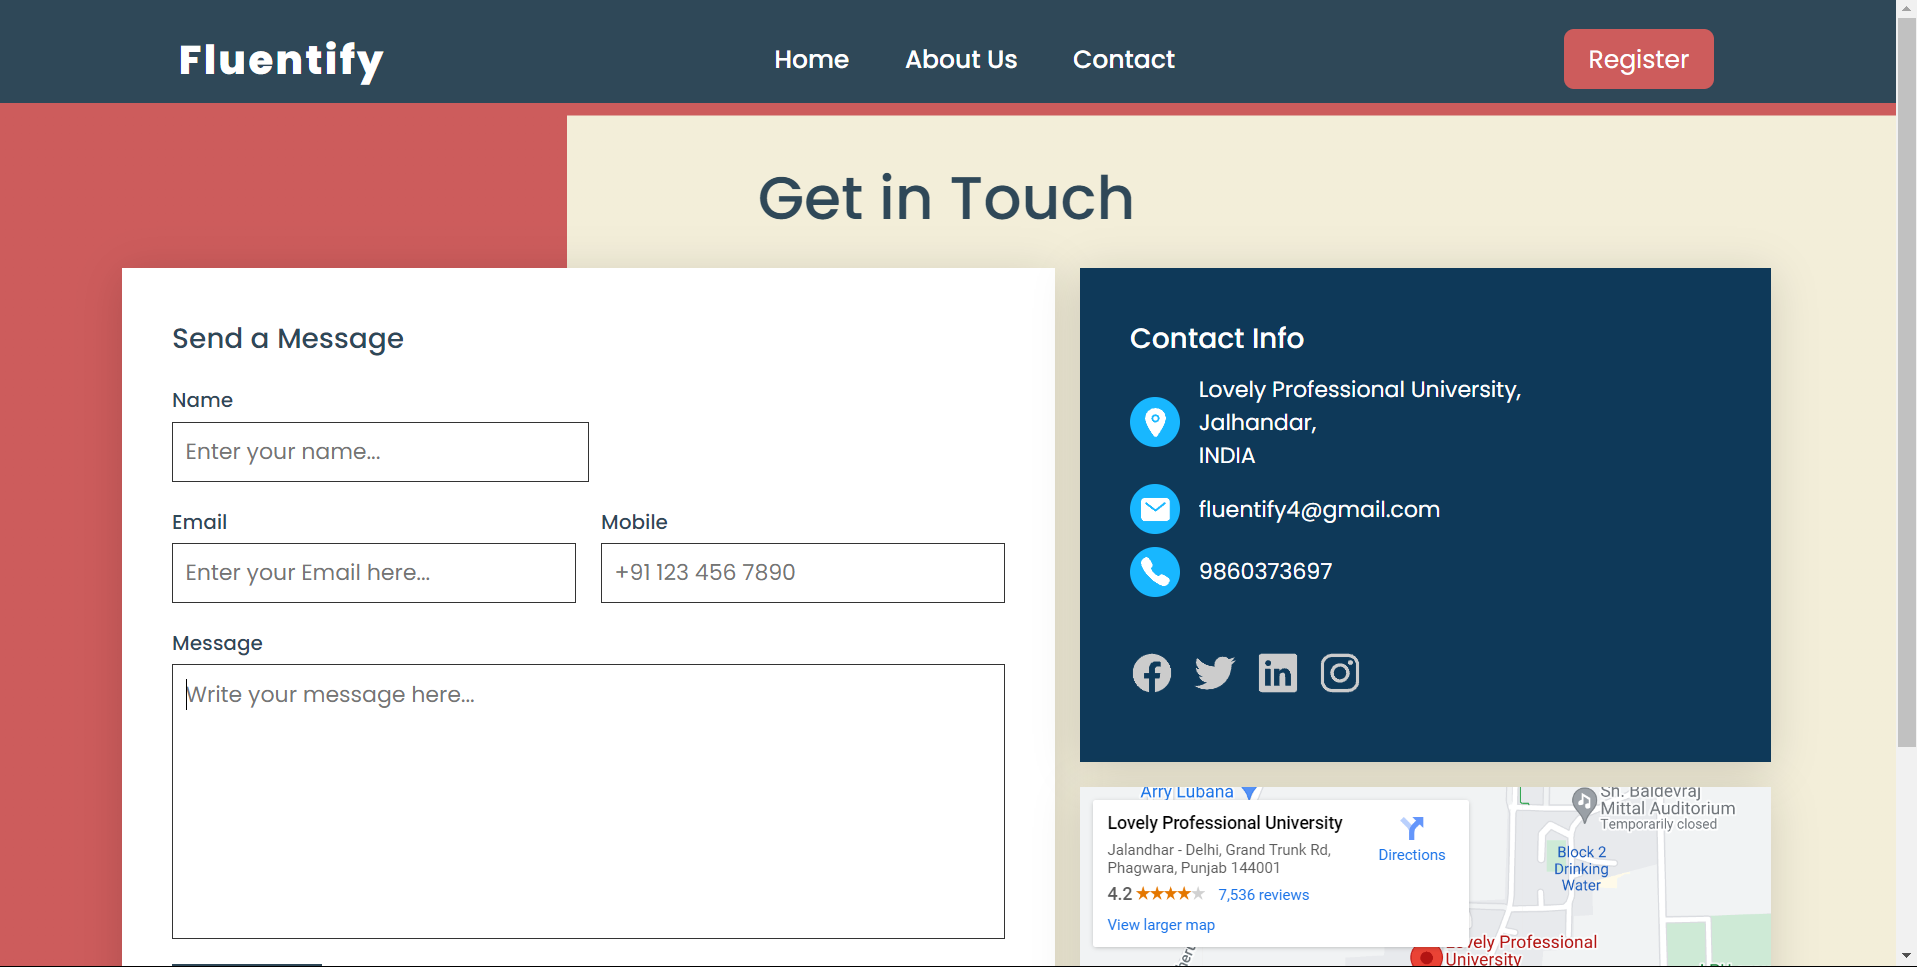 Fluentify
Home
About Us
Contact
Register
Get in Touch
Send a Message
Name
Enter your name...
Email
Mobile
Enter your Email here...
+91 123 456 7890
Message
Write your message here...
Contact Info
Lovely Professional University,
Jalhandar,
INDIA
fluentify4@gmail.com
9860373697
Arry Lubana
Lovely Professional University
Jalandhar - Delhi, Grand Trunk Rd,
Phagwara, Punjab 144001
4.2
7,536 reviews
View larger map
Directions
Sh. Baldevraj
Mittal Auditorium
Temporarily closed
Block 2
Drinking
Water
Lovely Professional
University